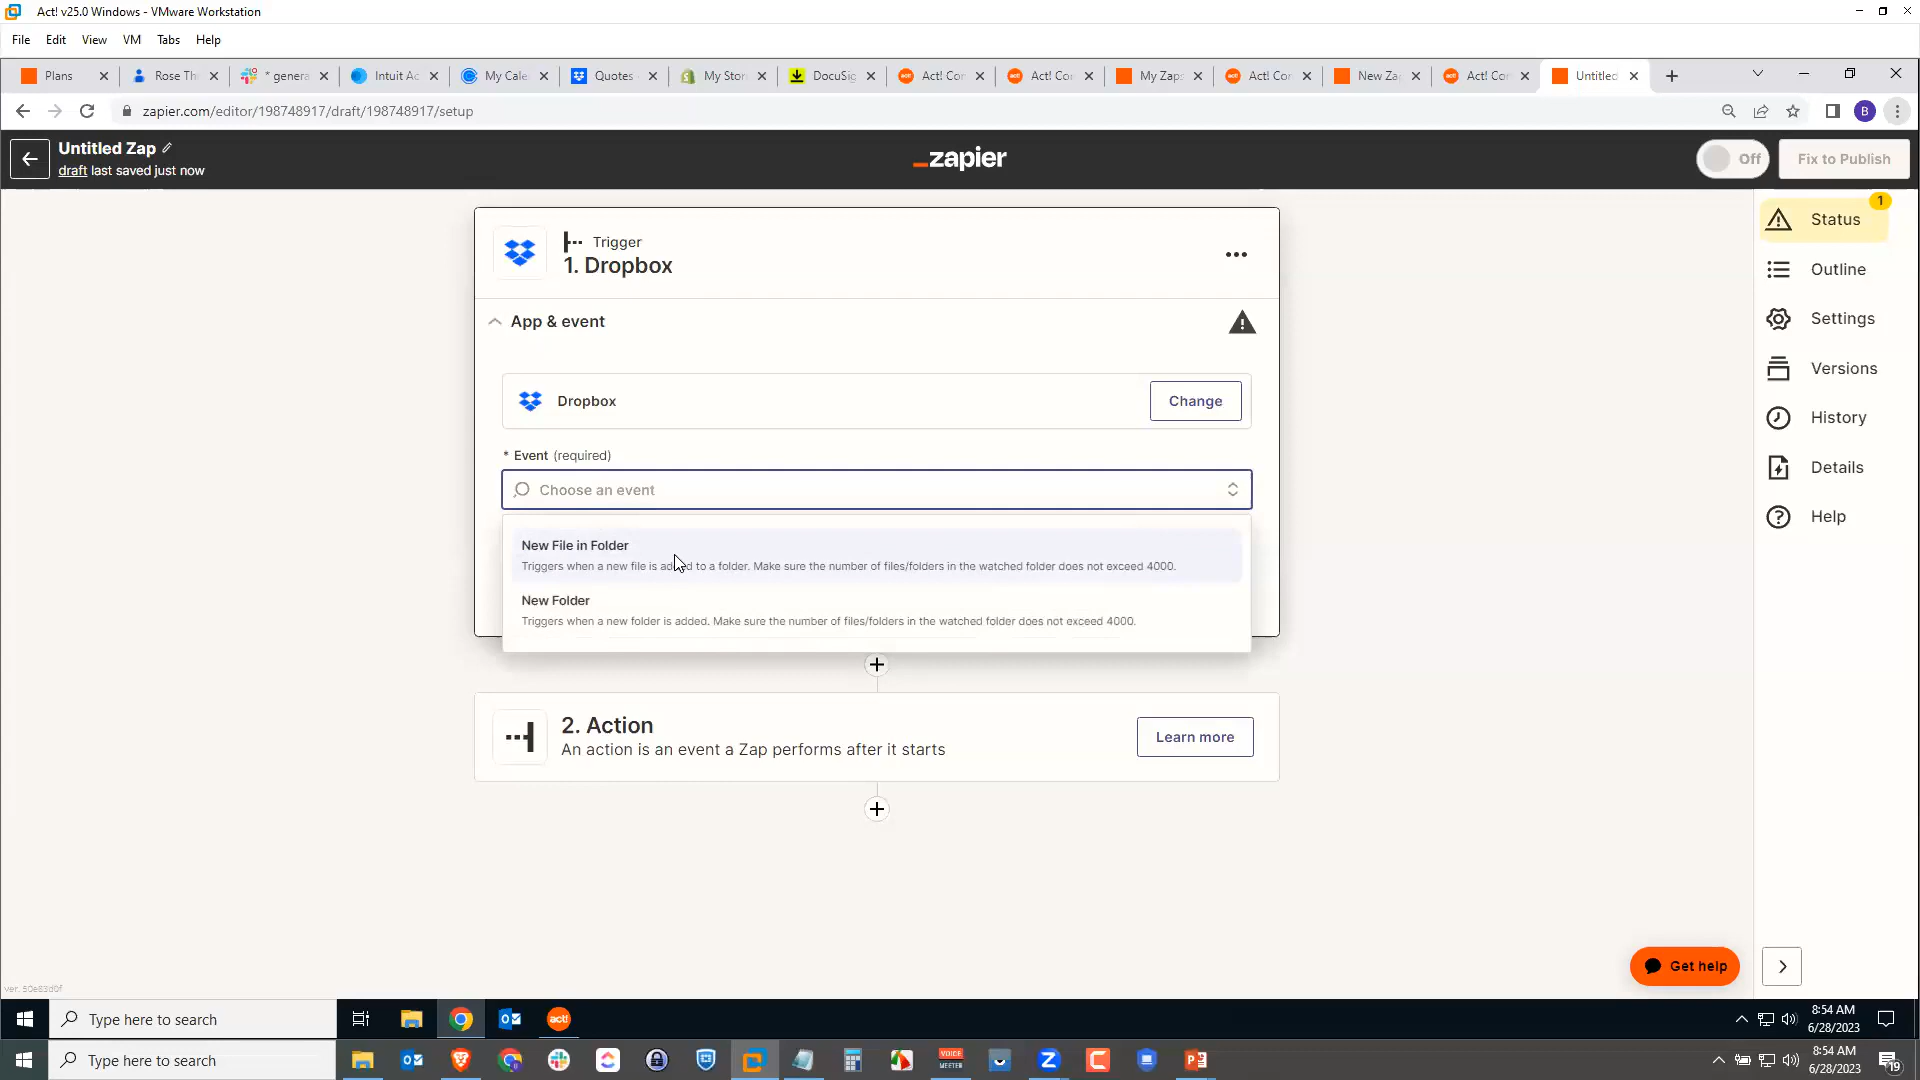 Act! v25.0 Windows - VMware Workstation
File Edit View VM Tabs Help
Plans Rose Th * genera Intuit Ac My Cale Quotes My Stor DocuSig Act! Cor Act! Cor My Zaps Act! Cor New Zap Act! Cor Untitled
zapier.com/editor/198748917/draft/198748917/setup B
Untitled Zap
draft last saved just now
_zapier
Off
Fix to Publish
1
Trigger
1. Dropbox
App & event
Dropbox
Change
* Event (required)
Choose an event
New File in Folder
Triggers when a new file is added to a folder. Make sure the number of files/folders in the watched folder does not exceed 4000.
New Folder
Triggers when a new folder is added. Make sure the number of files/folders in the watched folder does not exceed 4000.
2. Action
An action is an event a Zap performs after it starts
Learn more
Status
Outline
Settings
Versions
History
Details
Help
Get help
ver. 50e83d0f
Type here to search
act!
8:54 AM
6/28/2023
Type here to search
VOICE
MEETER
8:54 AM
6/28/2023
19